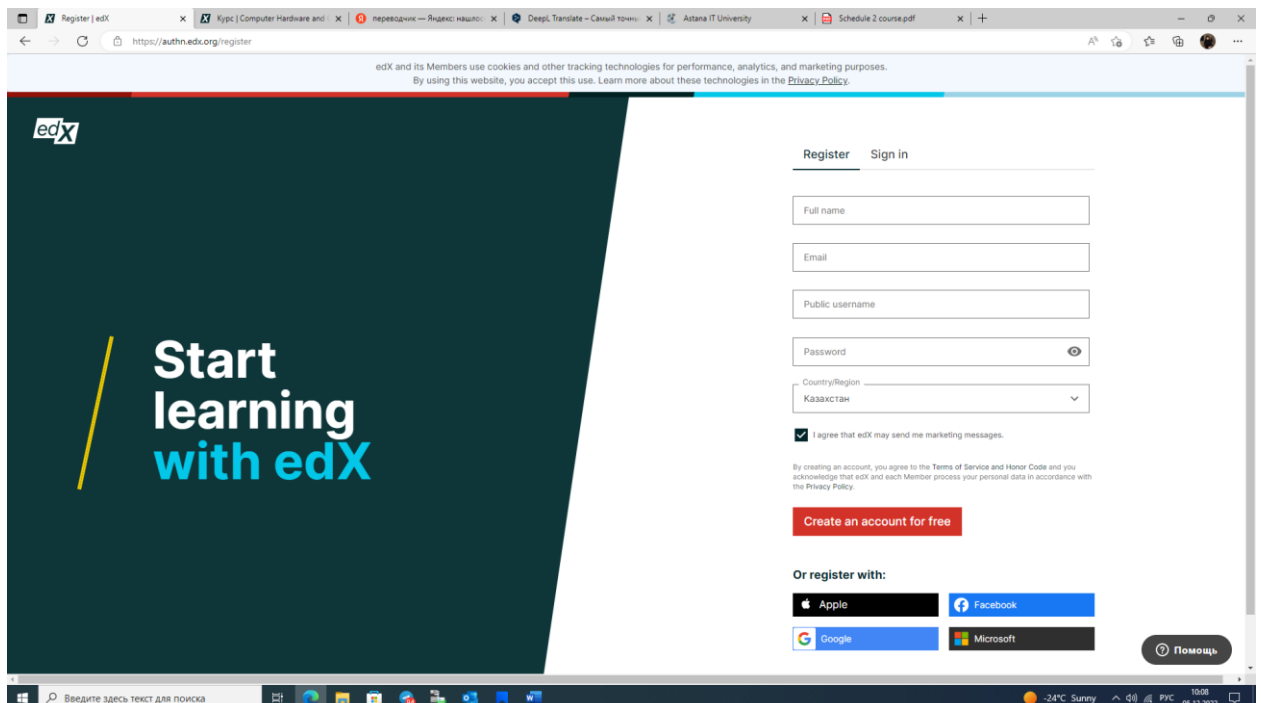 Register | edX
Курс | Computer Hardware and
переводчик — Яндекс: нашлос
DeepL Translate – Самый точны
Astana IT University
Schedule 2 course.pdf
https://authn.edx.org/register
edX and its Members use cookies and other tracking technologies for performance, analytics, and marketing purposes.
By using this website, you accept this use. Learn more about these technologies in the Privacy Policy.
edX
Start
learning
with edX
Register Sign in
Full name
Email
Public username
Password
Country/Region
Казахстан
I agree that edX may send me marketing messages.
By creating an account, you agree to the Terms of Service and Honor Code and you
acknowledge that edX and each Member process your personal data in accordance with
the Privacy Policy.
Create an account for free
Or register with:
Apple Facebook
Google Microsoft
Помощь
Введите здесь текст для поиска
-24°C Sunny
РУС
10:08